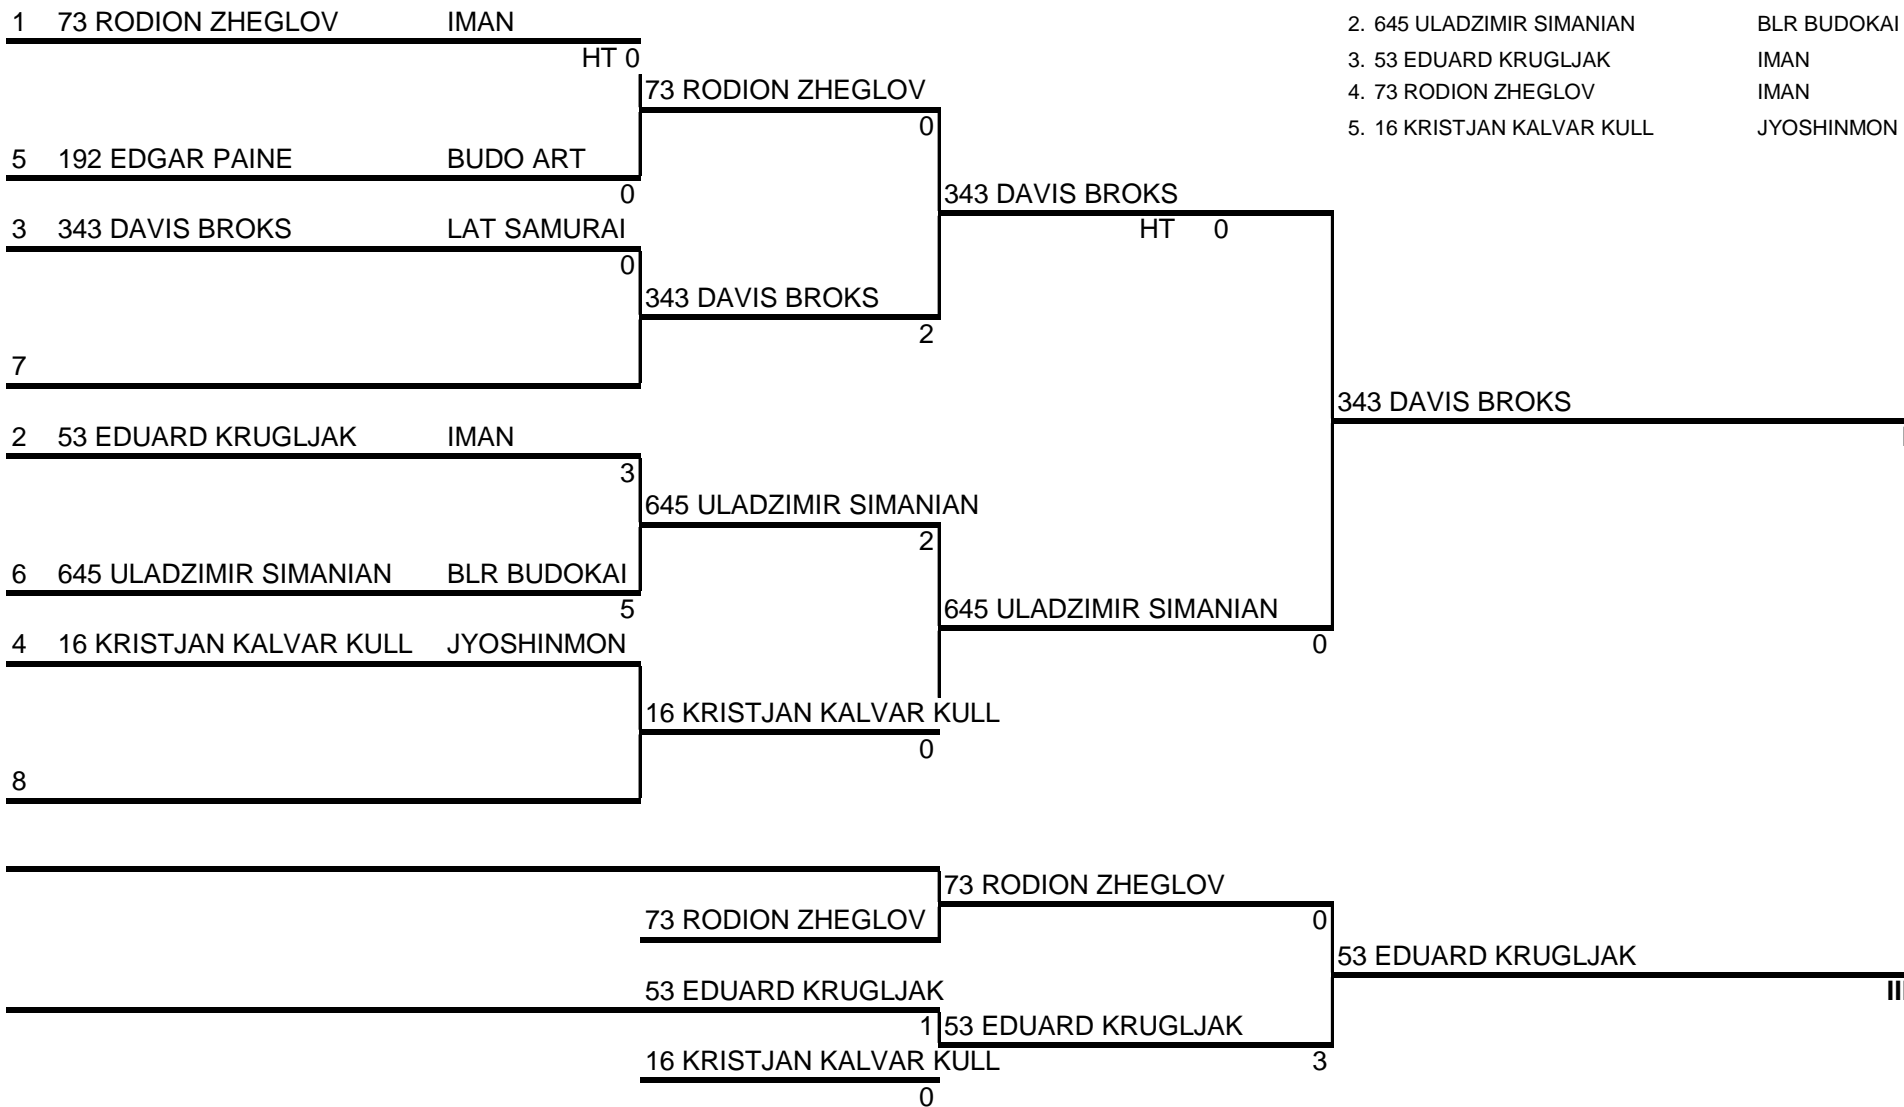 1 73 RODION ZHEGLOV IMAN
HT 0
73 RODION ZHEGLOV
0
5 192 EDGAR PAINE BUDO ART
0
343 DAVIS BROKS
HT 0
3 343 DAVIS BROKS LAT SAMURAI
0
343 DAVIS BROKS
2
7
343 DAVIS BROKS
2 53 EDUARD KRUGLJAK IMAN
3
645 ULADZIMIR SIMANIAN
2
6 645 ULADZIMIR SIMANIAN BLR BUDOKAI
5
645 ULADZIMIR SIMANIAN
0
4 16 KRISTJAN KALVAR KULL JYOSHINMON
16 KRISTJAN KALVAR KULL
0
8
73 RODION ZHEGLOV
0
73 RODION ZHEGLOV
53 EDUARD KRUGLJAK
53 EDUARD KRUGLJAK
1
53 EDUARD KRUGLJAK
3
16 KRISTJAN KALVAR KULL
0
2. 645 ULADZIMIR SIMANIAN BLR BUDOKAI
3. 53 EDUARD KRUGLJAK IMAN
4. 73 RODION ZHEGLOV IMAN
5. 16 KRISTJAN KALVAR KULL JYOSHINMON